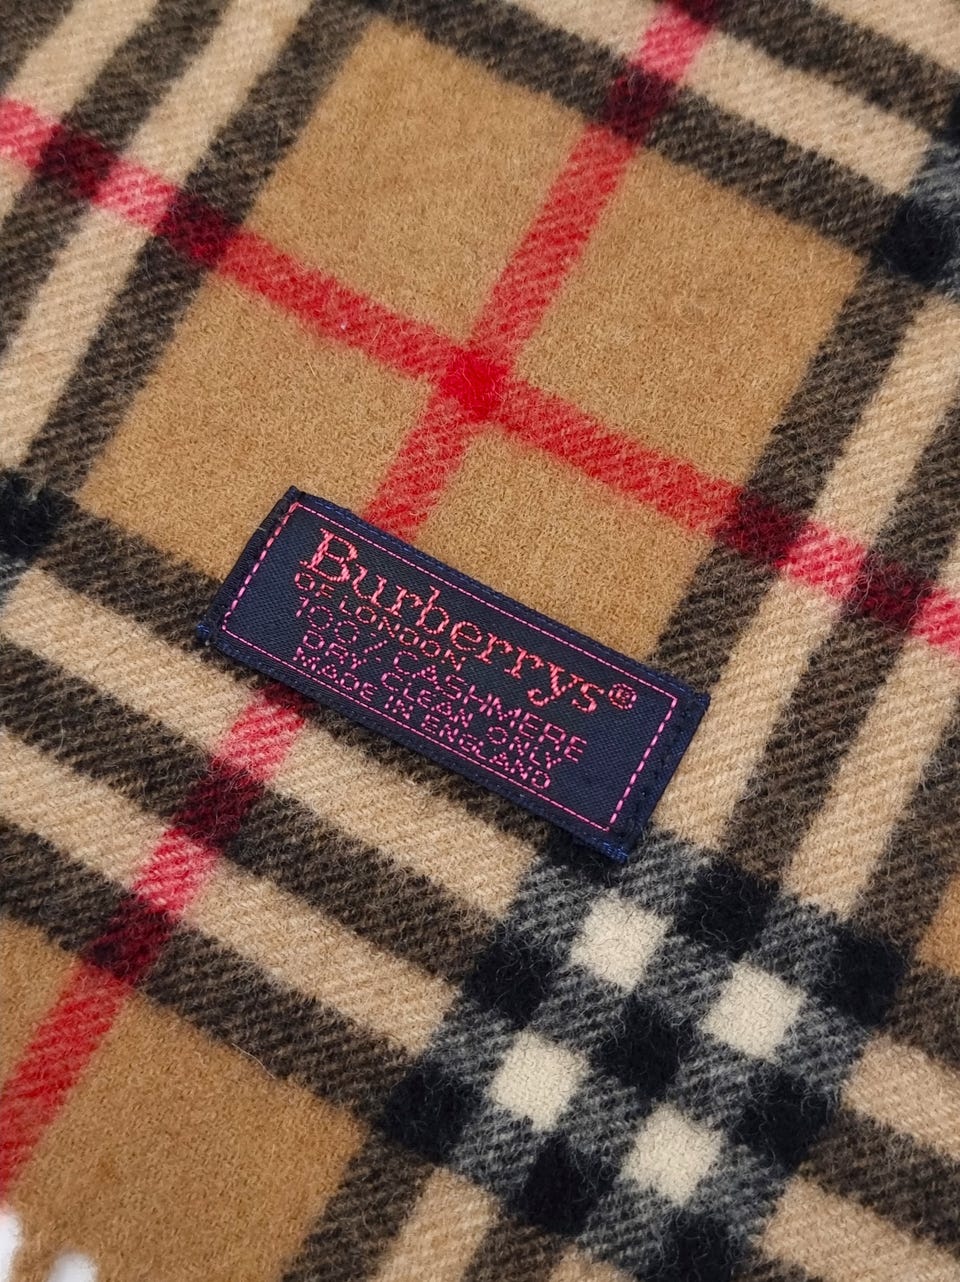 Burberrys®
OF LONDON
100% CASHMERE
DRY-CLEAN ONLY
MADE IN ENGLAND